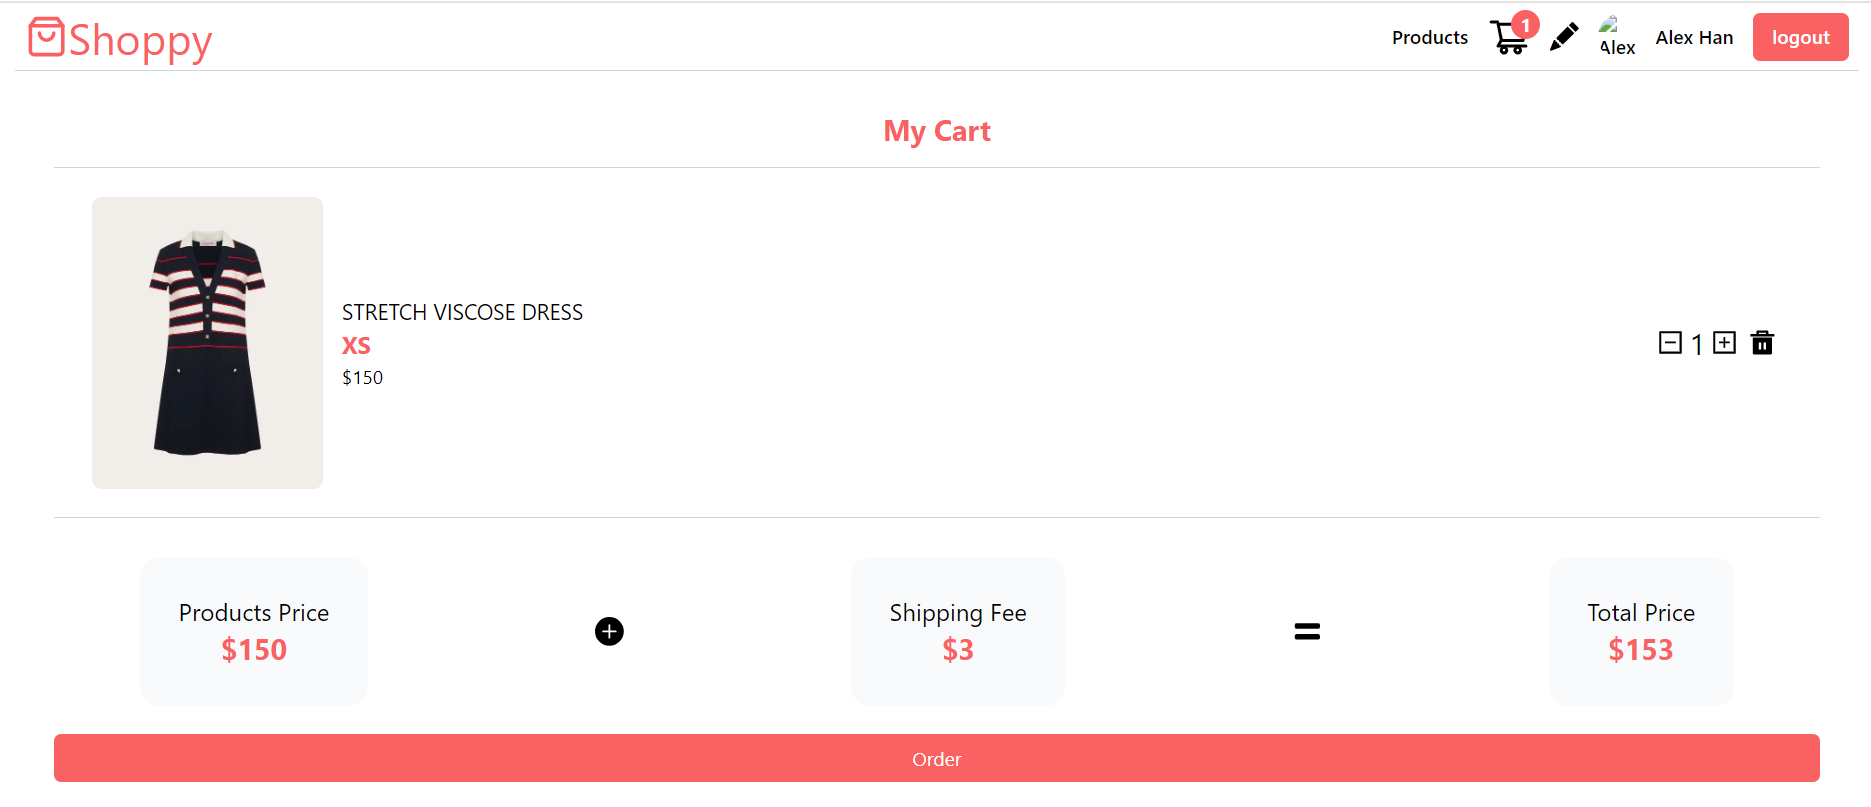 Shoppy
Products
1
Alex
Alex Han
logout
My Cart
STRETCH VISCOSE DRESS
XS
$150
1
Products Price
$150
Shipping Fee
$3
Total Price
$153
Order